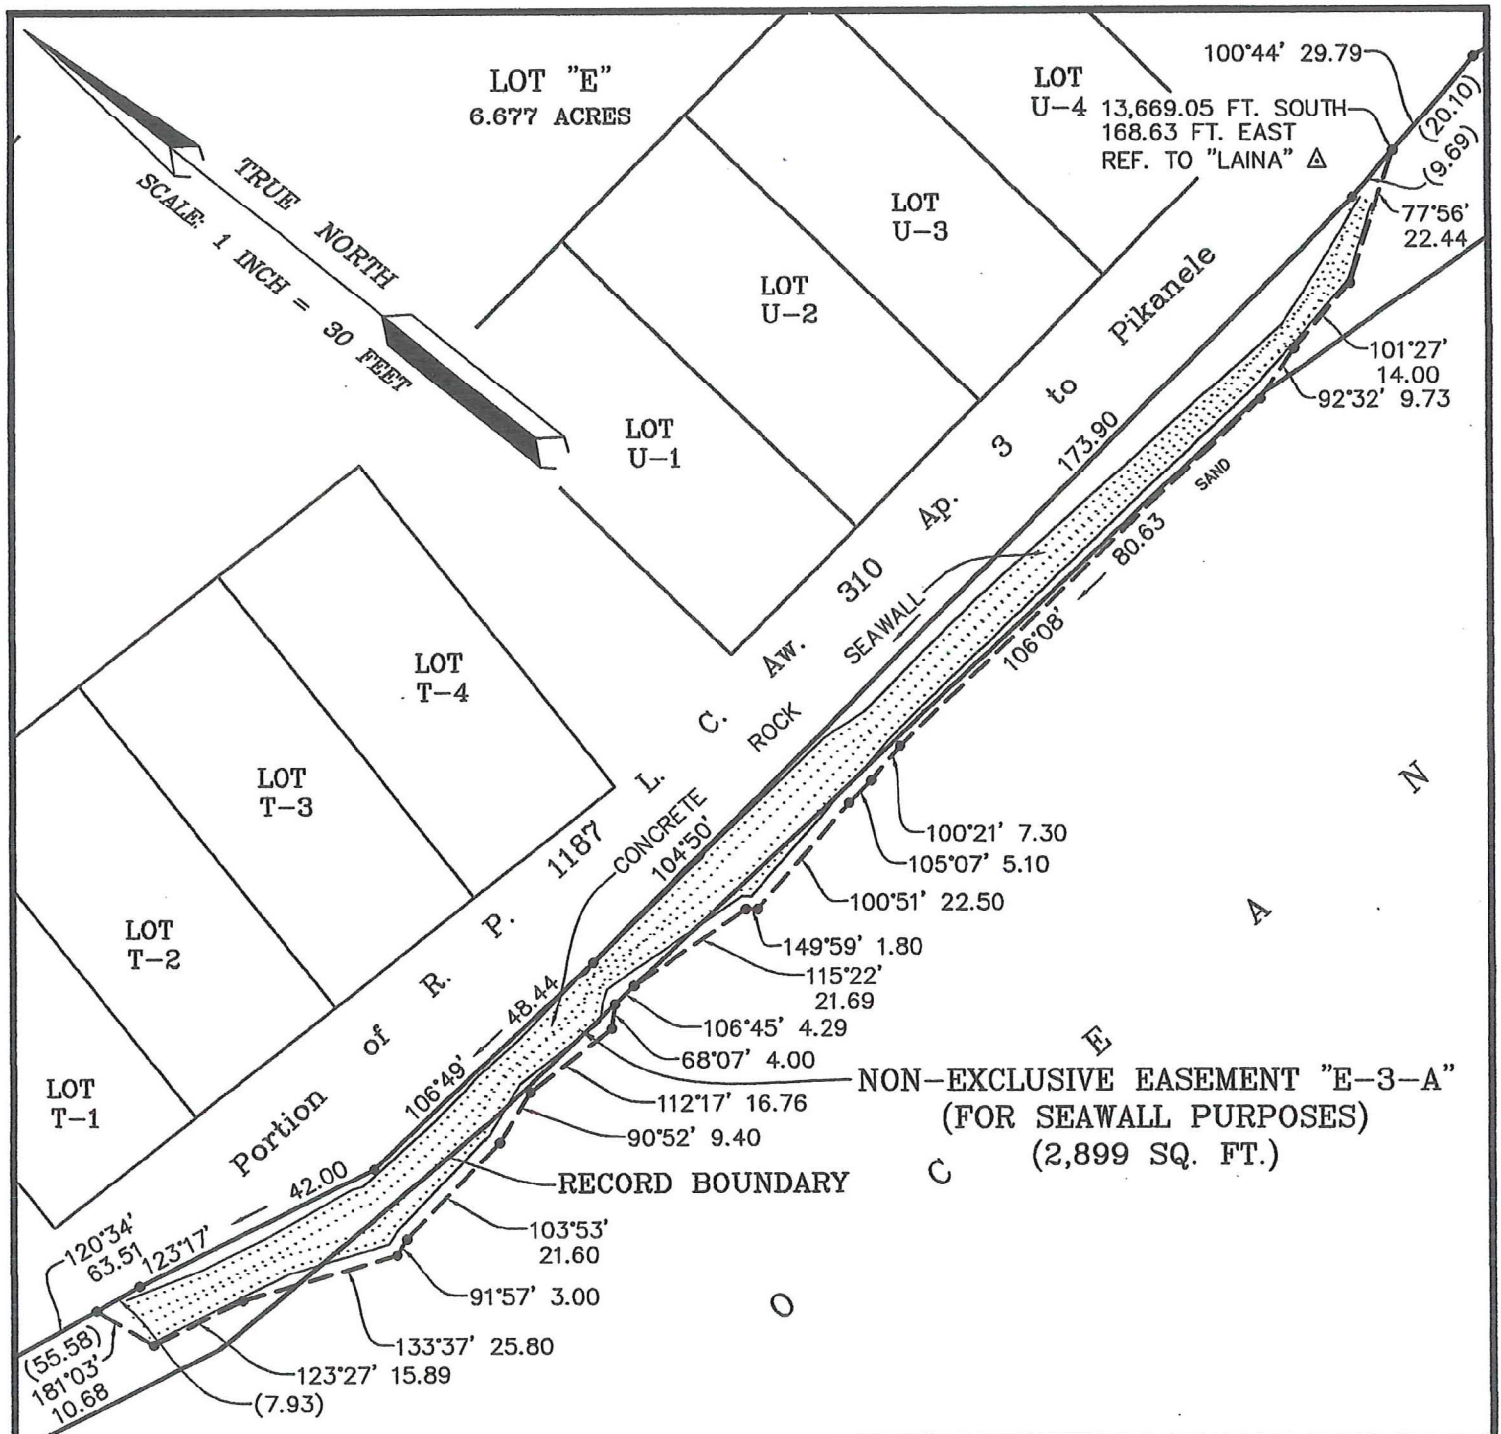 LOT "E"
6.677 ACRES
LOT
U-4
100°44' 29.79
13,669.05 FT. SOUTH
168.63 FT. EAST
REF. TO "LAINA"
(20.10)
(9.69)
77°56'
22.44
TRUE NORTH
SCALE: 1 INCH = 30 FEET
LOT
U-3
LOT
U-2
LOT
U-1
101°27'
14.00
92°32' 9.73
Portion of R. P. 1187 L. C. Aw. 310 Ap. 3 to Pikanele
173.90
SAND
80.63
106°08'
SEAWALL
ROCK
CONCRETE
104°50'
LOT
T-4
LOT
T-3
LOT
T-2
LOT
T-1
100°21' 7.30
105°07' 5.10
100°51' 22.50
149°59' 1.80
115°22'
21.69
106°45' 4.29
68°07' 4.00
112°17' 16.76
90°52' 9.40
48.44
106°49'
NON-EXCLUSIVE EASEMENT "E-3-A"
(FOR SEAWALL PURPOSES)
(2,899 SQ. FT.)
RECORD BOUNDARY
OCEAN
42.00
123°17'
120°34'
63.51
103°53'
21.60
91°57' 3.00
133°37' 25.80
123°27' 15.89
(7.93)
(55.58)
181°03'
10.68